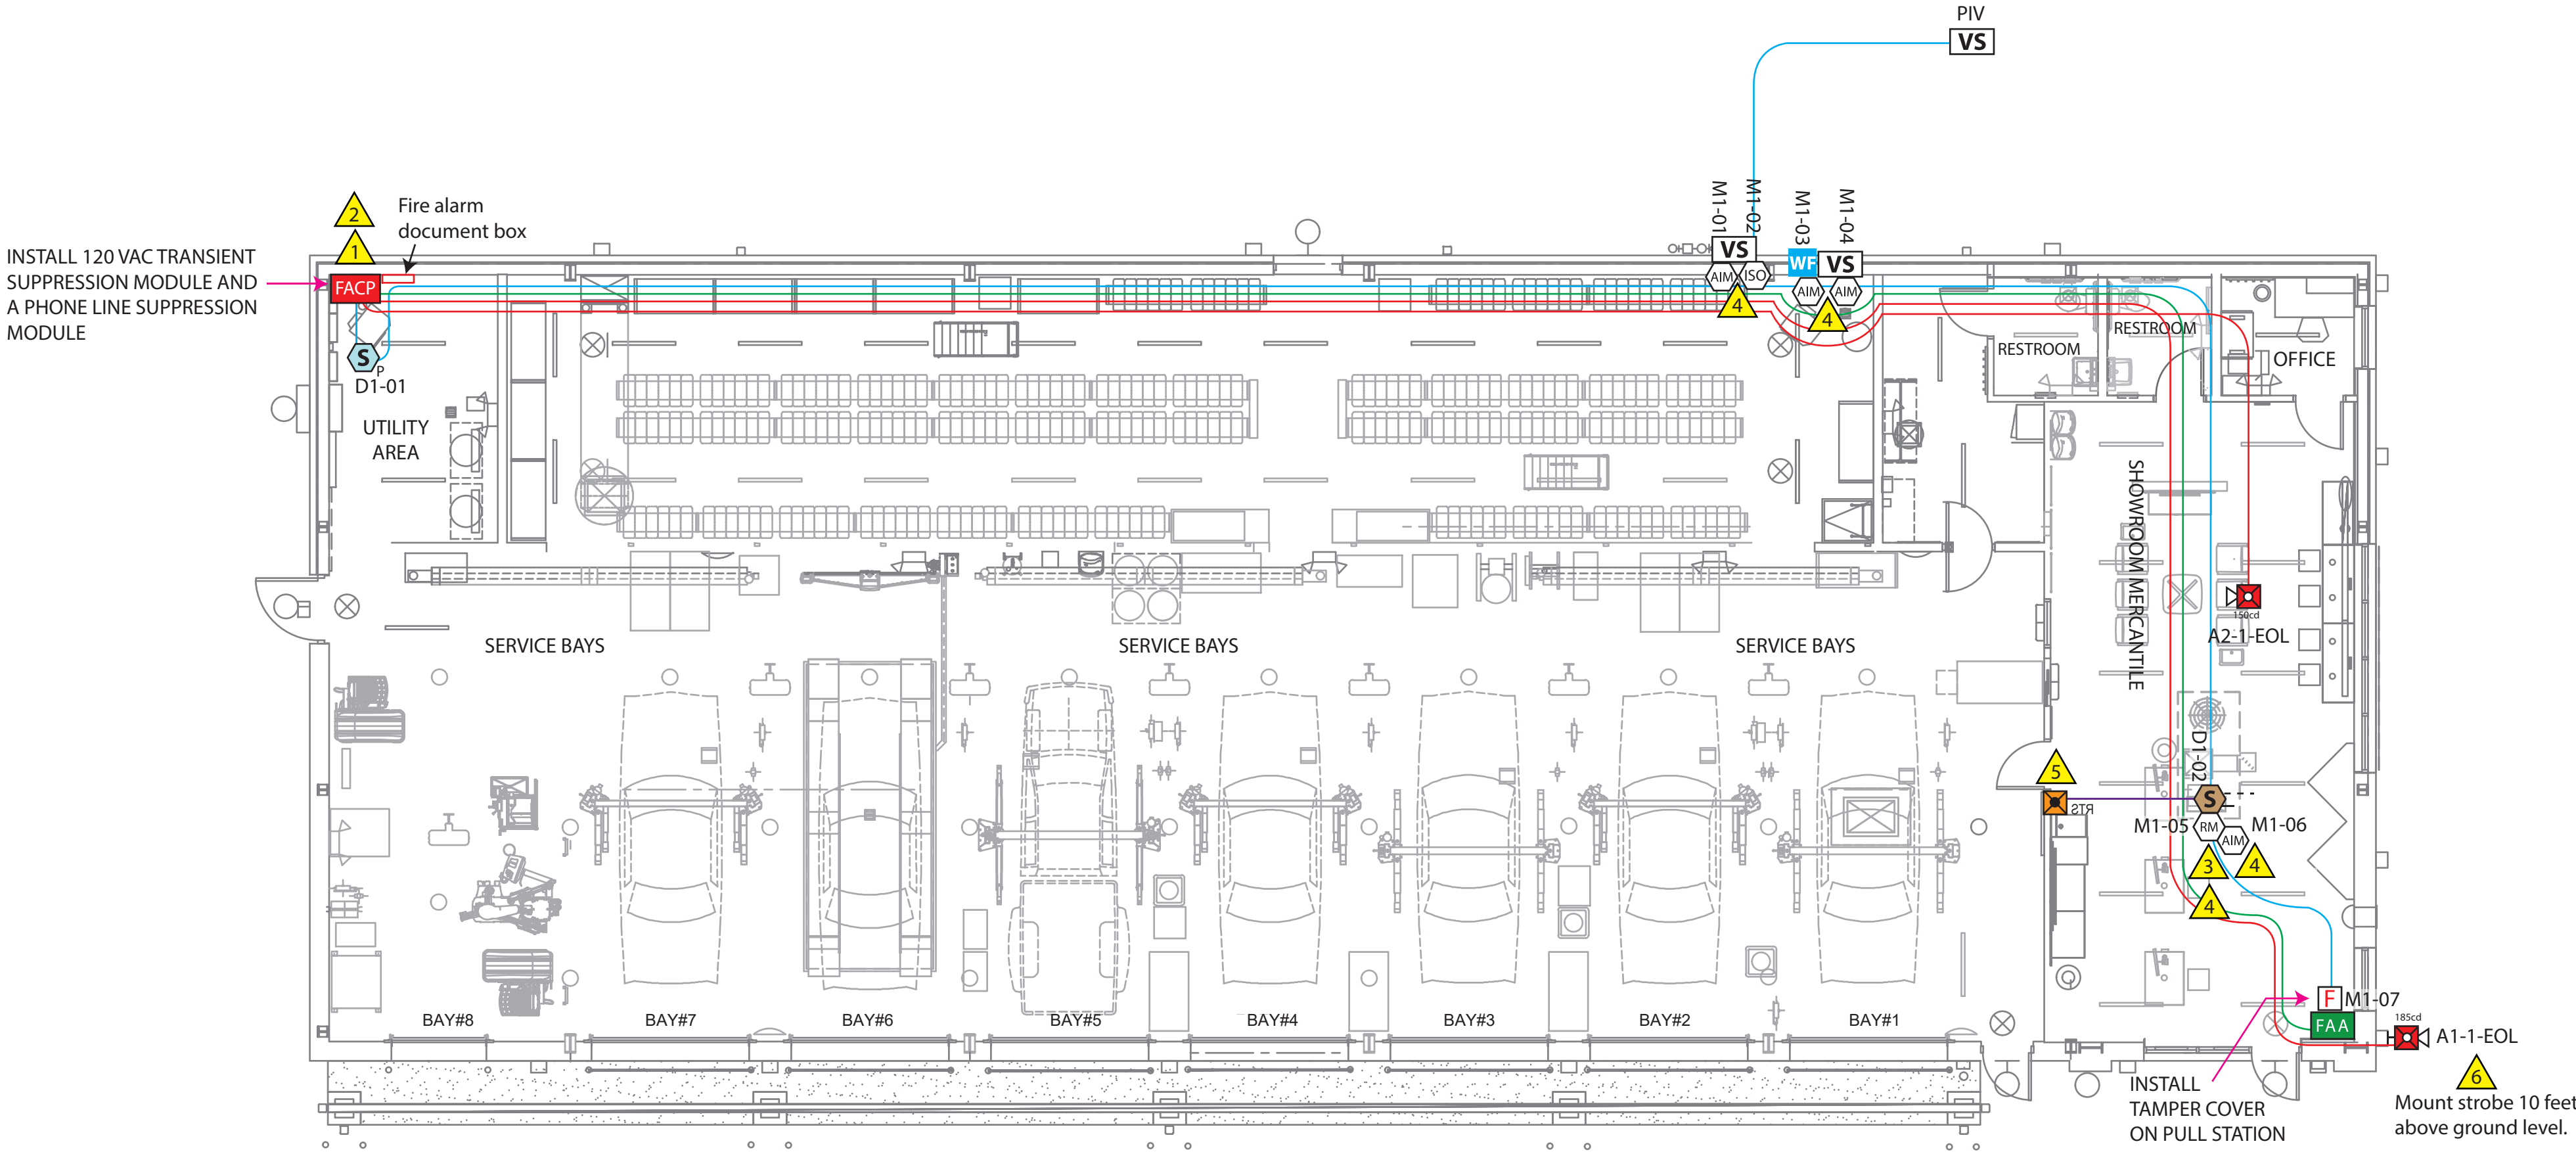 PIV
VS
2
1
Fire alarm
document box
INSTALL 120 VAC TRANSIENT
SUPPRESSION MODULE AND
A PHONE LINE SUPPRESSION
MODULE
FACP
S
P
D1-01
UTILITY
AREA
M1-01
M1-02
M1-03
M1-04
VS
WF
VS
AIM
ISO
AIM
AIM
4
4
RESTROOM
RESTROOM
OFFICE
SHOWROOM MERCANTILE
150cd
A2-1-EOL
SERVICE BAYS
SERVICE BAYS
SERVICE BAYS
D1-02
5
RTS
S
M1-05
RM
AIM
M1-06
3
4
4
F
M1-07
FAA
185cd
A1-1-EOL
BAY#8
BAY#7
BAY#6
BAY#5
BAY#4
BAY#3
BAY#2
BAY#1
INSTALL
TAMPER COVER
ON PULL STATION
6
Mount strobe 10 feet
above ground level.